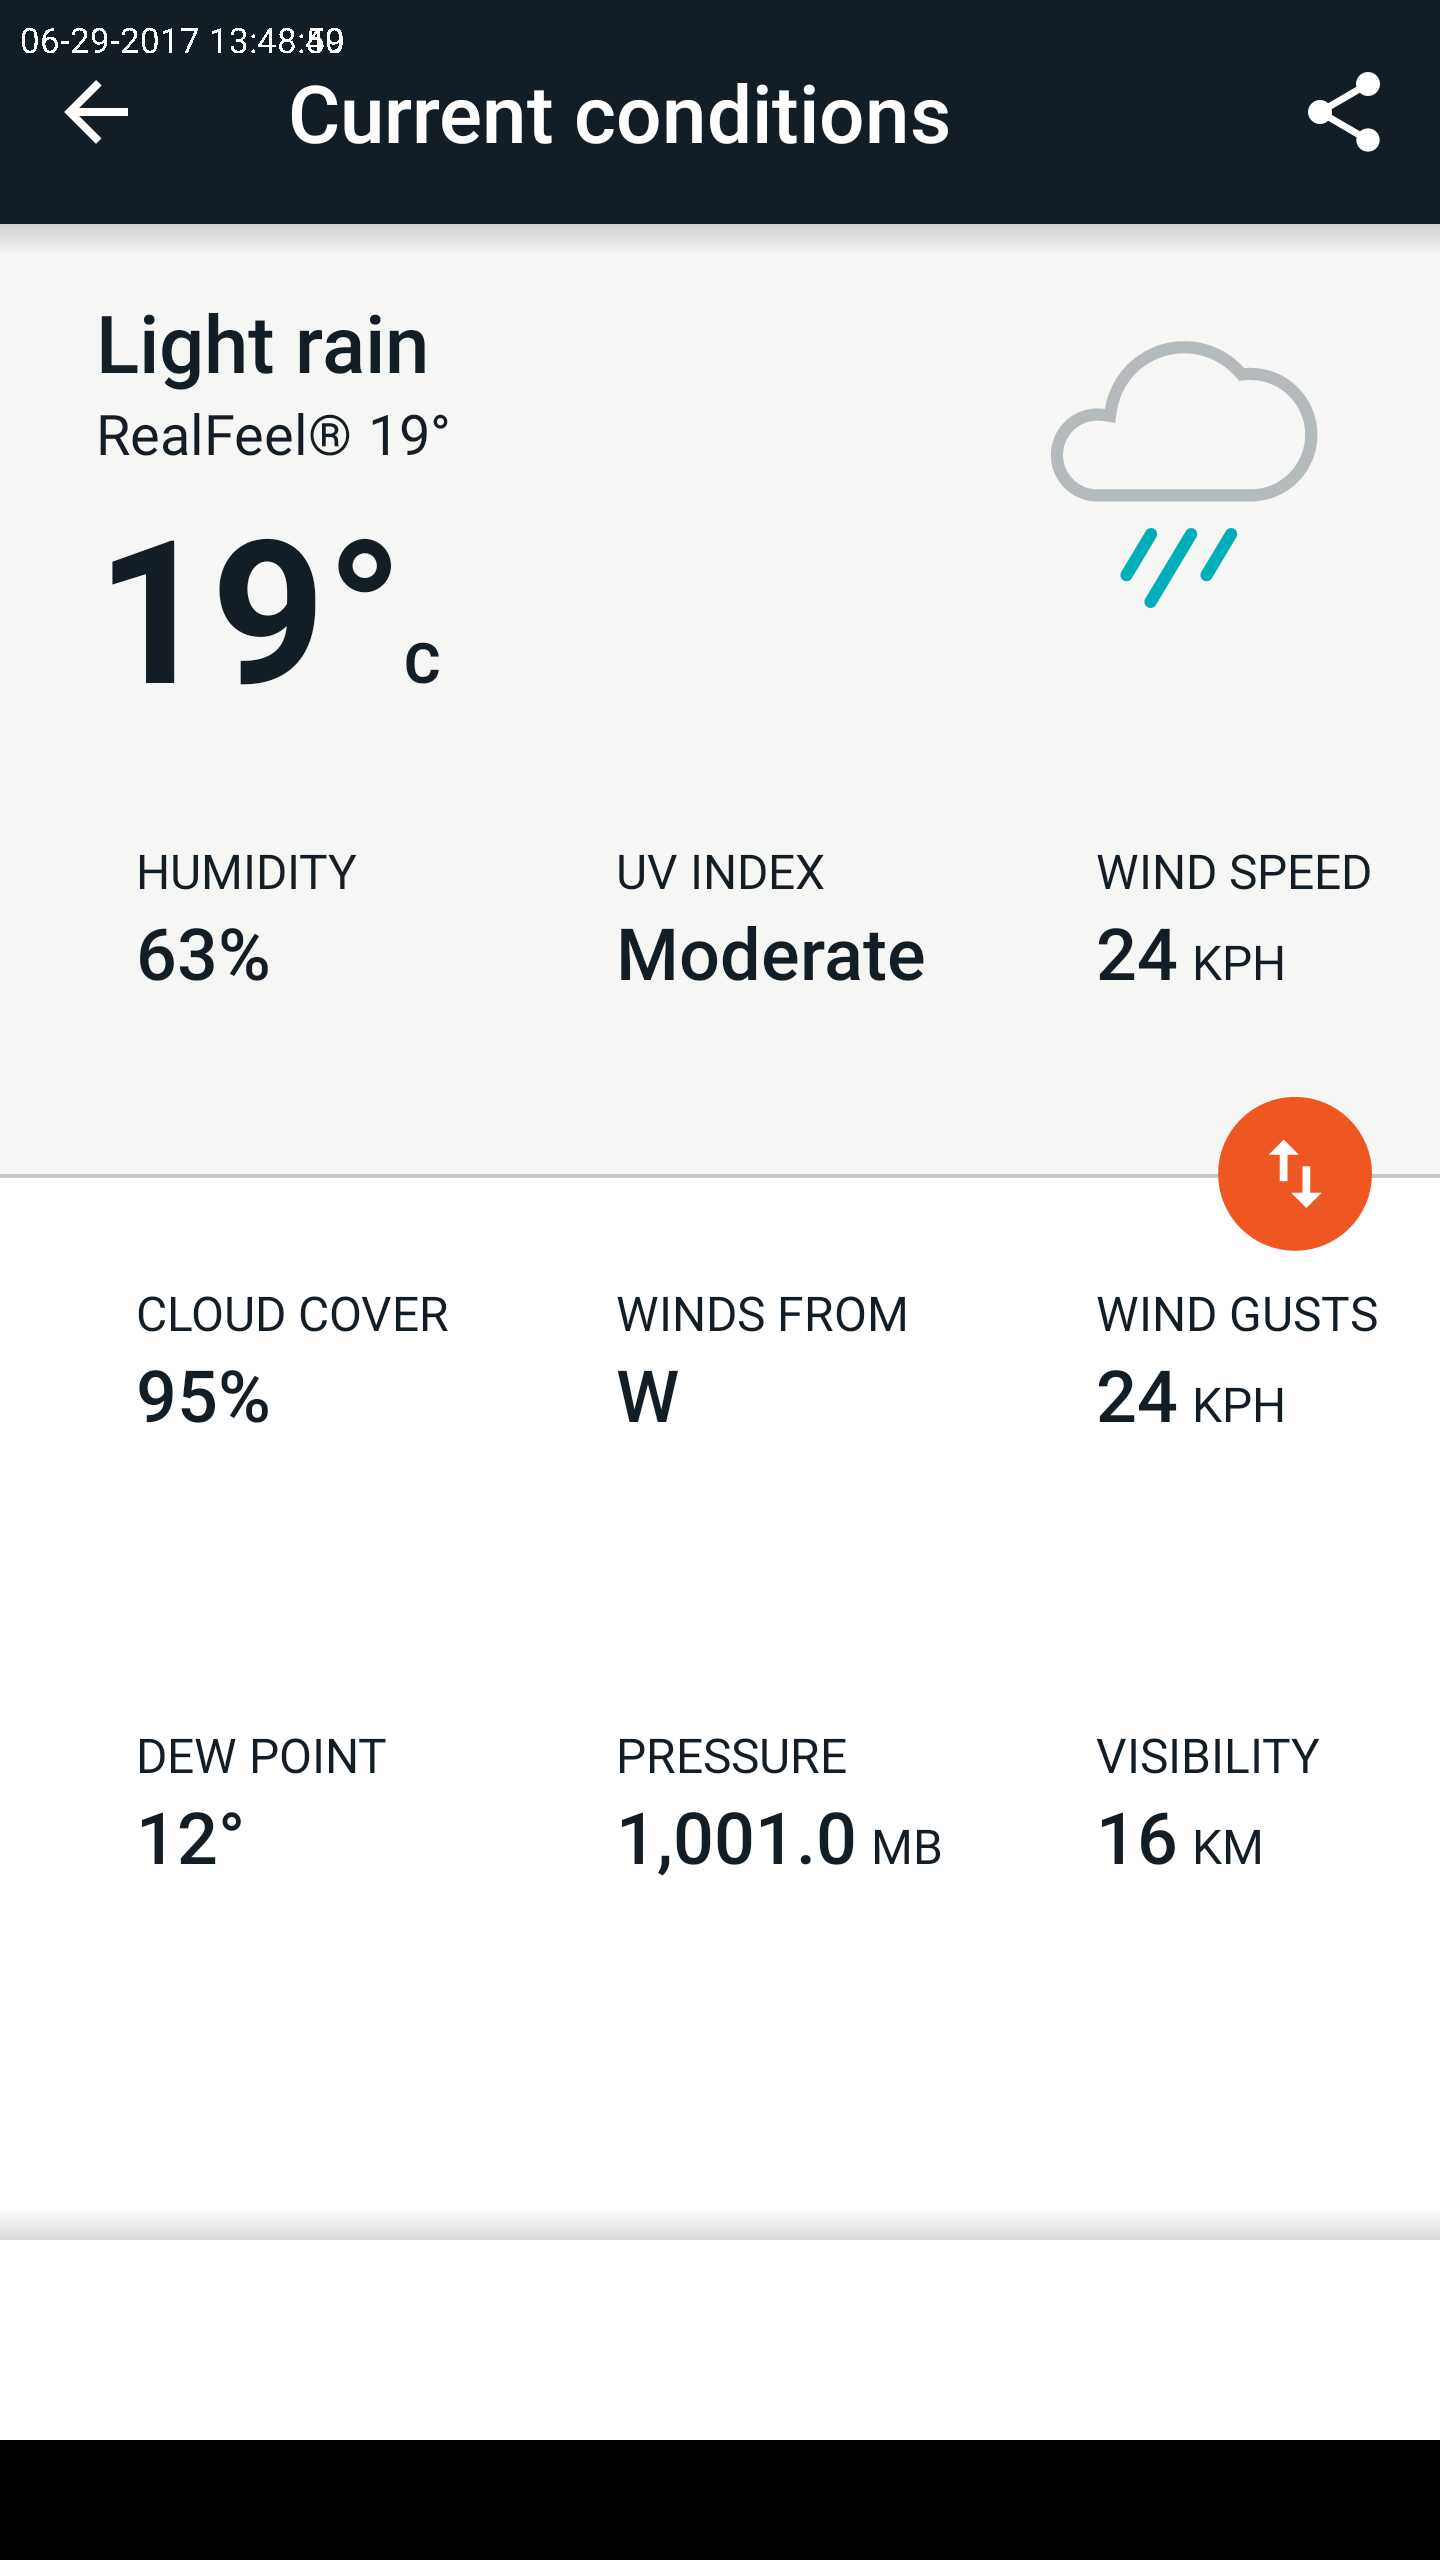 06-29-2017 13:48:
Current conditions
Light rain
RealFeel® 19°
19° C
HUMIDITY UV INDEX WIND SPEED
63% Moderate 24 KPH
CLOUD COVER WINDS FROM WIND GUSTS
95% W 24 KPH
DEW POINT PRESSURE VISIBILITY
12° 1,001.0 MB 16 KM